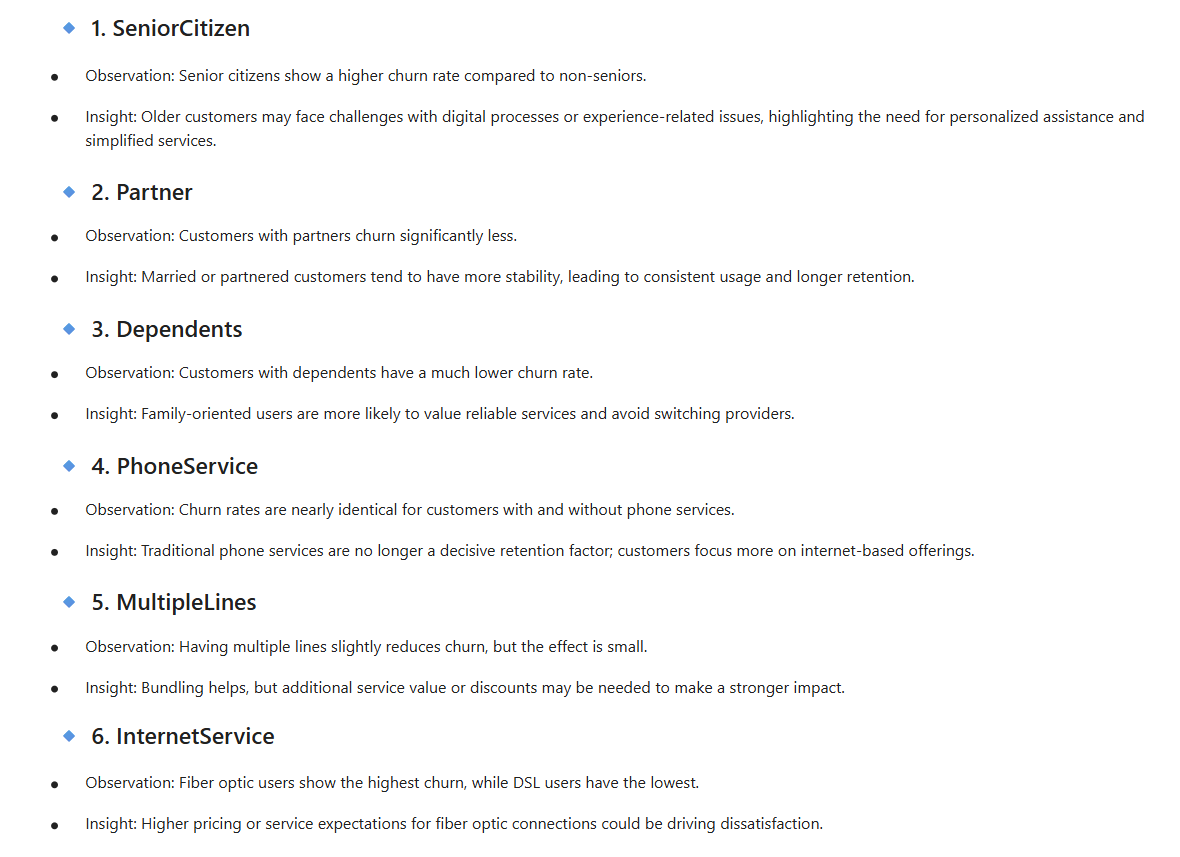 1. SeniorCitizen
Observation: Senior citizens show a higher churn rate compared to non-seniors.
Insight: Older customers may face challenges with digital processes or experience-related issues, highlighting the need for personalized assistance and
simplified services.
2. Partner
Observation: Customers with partners churn significantly less.
Insight: Married or partnered customers tend to have more stability, leading to consistent usage and longer retention.
3. Dependents
Observation: Customers with dependents have a much lower churn rate.
Insight: Family-oriented users are more likely to value reliable services and avoid switching providers.
4. PhoneService
Observation: Churn rates are nearly identical for customers with and without phone services.
Insight: Traditional phone services are no longer a decisive retention factor; customers focus more on internet-based offerings.
5. MultipleLines
Observation: Having multiple lines slightly reduces churn, but the effect is small.
Insight: Bundling helps, but additional service value or discounts may be needed to make a stronger impact.
6. InternetService
Observation: Fiber optic users show the highest churn, while DSL users have the lowest.
Insight: Higher pricing or service expectations for fiber optic connections could be driving dissatisfaction.